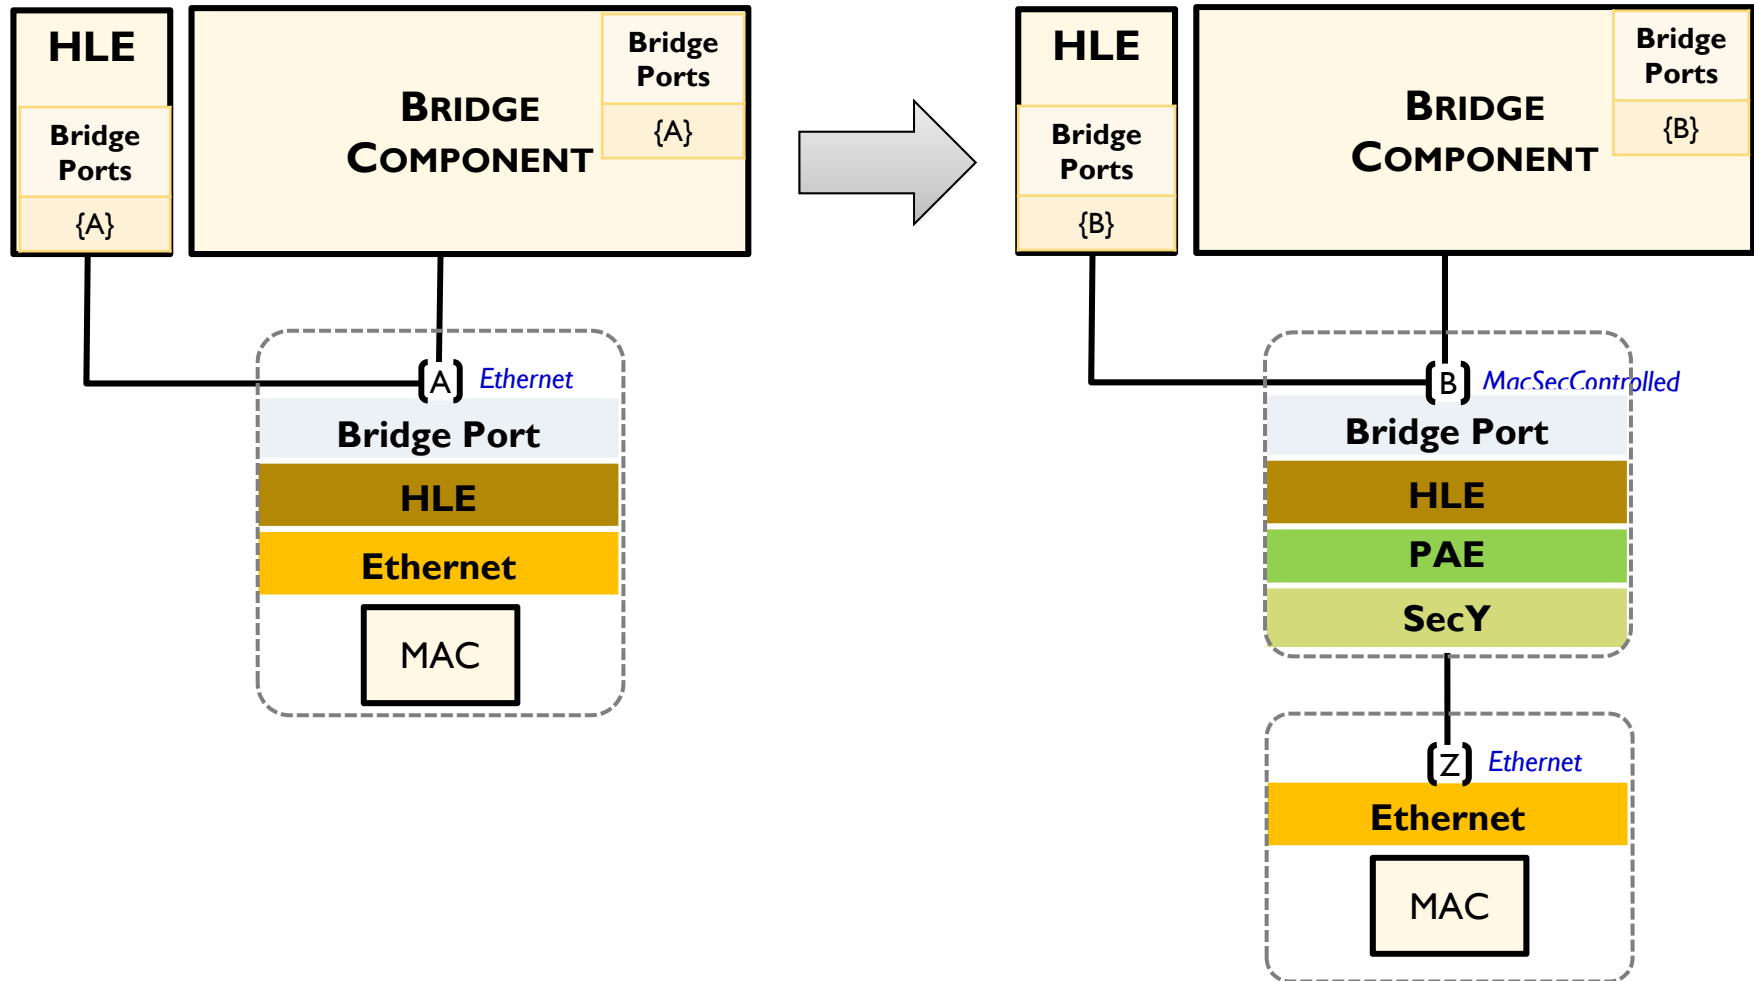 HLE
Bridge
Ports
{A}
BRIDGE
COMPONENT
Bridge
Ports
{A}
[A]
Ethernet
Bridge Port
HLE
Ethernet
MAC
HLE
Bridge
Ports
{B}
BRIDGE
COMPONENT
Bridge
Ports
{B}
[B]
MacSecControlled
Bridge Port
HLE
PAE
SecY
[Z]
Ethernet
Ethernet
MAC